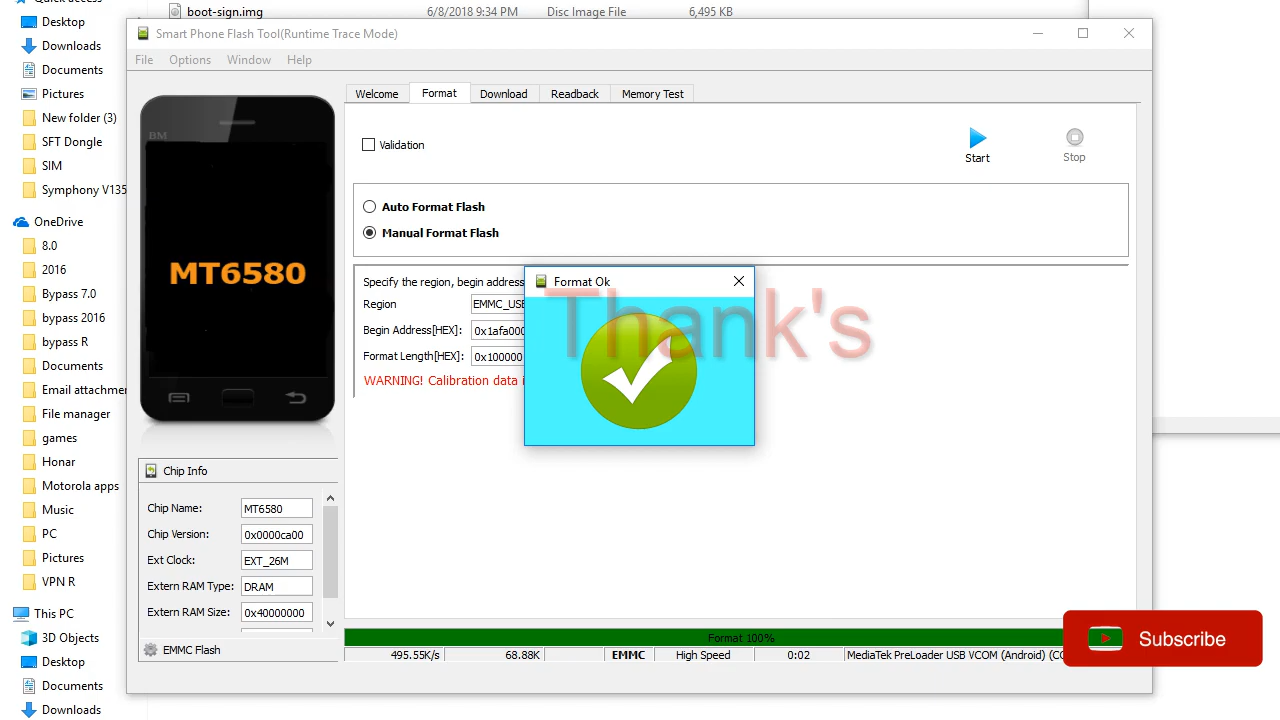 Quick access
boot-sign.img 6/8/2018 9:34 PM Disc Image File 6,495 KB
Desktop
Downloads
Documents
Pictures
New folder (3)
SFT Dongle
SIM
Symphony V135
OneDrive
8.0
2016
Bypass 7.0
bypass 2016
bypass R
Documents
Email attachmen
File manager
games
Honar
Motorola apps
Music
PC
Pictures
VPN R
This PC
3D Objects
Desktop
Documents
Downloads
Smart Phone Flash Tool(Runtime Trace Mode)
File Options Window Help
BM
MT6580
Chip Info
Chip Name: MT6580
Chip Version: 0x0000ca00
Ext Clock: EXT_26M
Extern RAM Type: DRAM
Extern RAM Size: 0x40000000
EMMC Flash
Welcome Format Download Readback Memory Test
Validation
Start
Stop
Auto Format Flash
Manual Format Flash
Specify the region, begin address
Region EMMC_USE
Begin Address[HEX]: 0x1afa000
Format Length[HEX]: 0x100000
WARNING! Calibration data i
Format Ok
Thank's
Format 100%
495.55K/s 68.88K EMMC High Speed 0:02 MediaTek PreLoader USB VCOM (Android) (CO
Subscribe